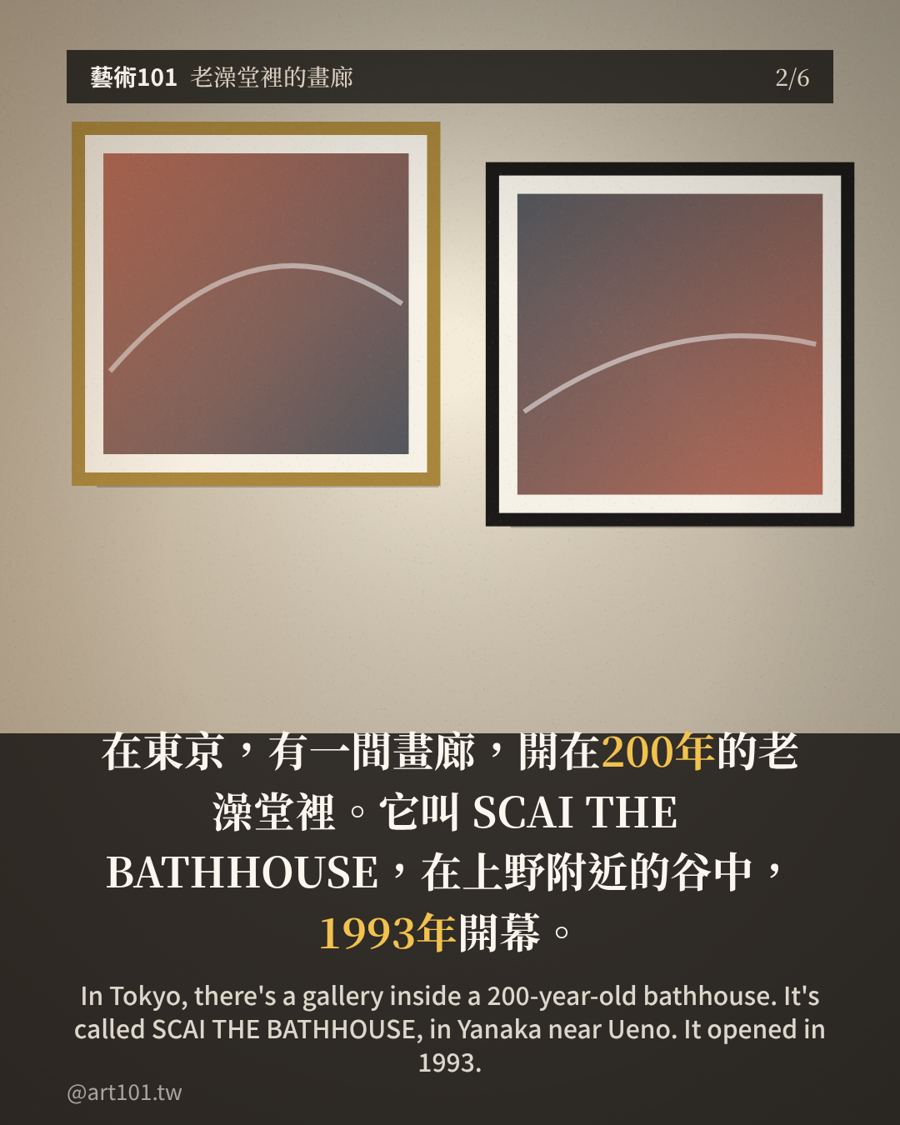 藝術101 老澡堂裡的畫廊 2/6
在東京，有一間畫廊，開在200年的老
澡堂裡。它叫 SCAI THE
BATHHOUSE，在上野附近的谷中，
1993年開幕。
In Tokyo, there's a gallery inside a 200-year-old bathhouse. It's
called SCAI THE BATHHOUSE, in Yanaka near Ueno. It opened in
1993.
@art101.tw